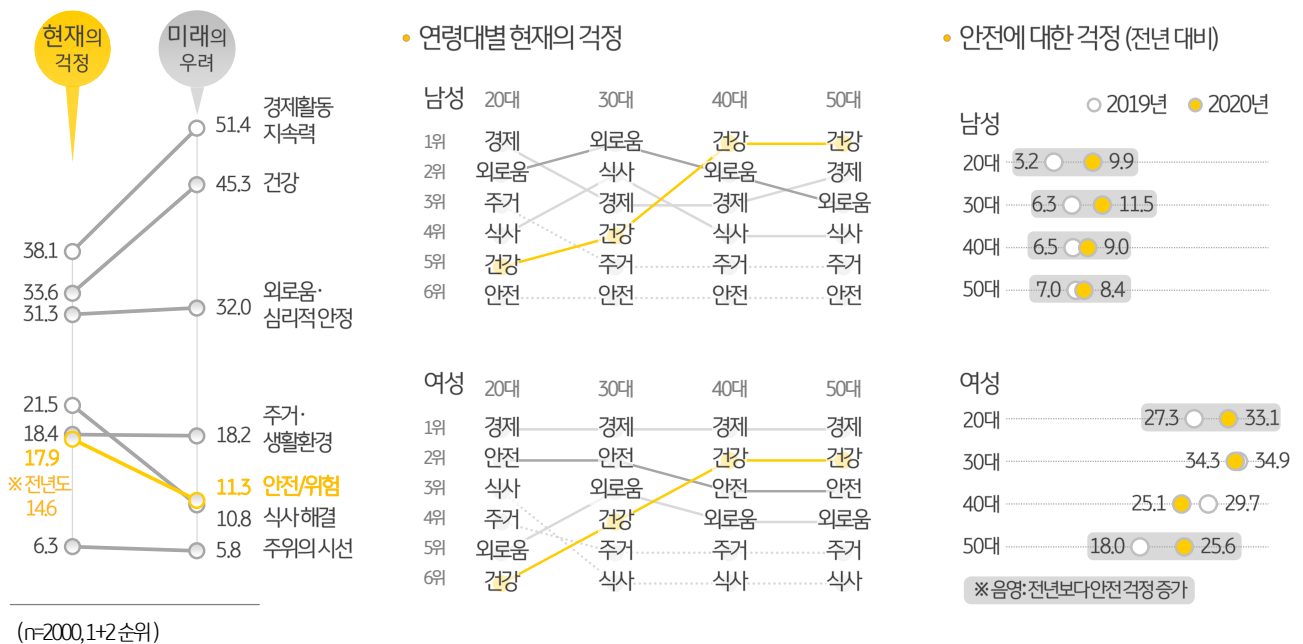 현재의
걱정
미래의
우려
51.4
경제활동
지속력
45.3
건강
38.1
33.6
31.3
32.0
외로움·
심리적 안정
21.5
18.4
17.9
※ 전년도
14.6
18.2
주거·
생활환경
11.3
안전/위험
10.8
식사 해결
6.3
5.8
주위의 시선
(n=2000, 1+2 순위)
• 연령대별 현재의 걱정
남성 20대 30대 40대 50대
1위 경제 외로움 건강 건강
2위 외로움 식사 외로움 경제
3위 주거 경제 경제 외로움
4위 식사 건강 식사 식사
5위 건강 주거 주거 주거
6위 안전 안전 안전 안전
여성 20대 30대 40대 50대
1위 경제 경제 경제 경제
2위 안전 안전 건강 건강
3위 식사 외로움 안전 안전
4위 주거 건강 외로움 외로움
5위 외로움 주거 주거 주거
6위 건강 식사 식사 식사
• 안전에 대한 걱정 (전년 대비)
2019년 2020년
남성
20대 3.2 9.9
30대 6.3 11.5
40대 6.5 9.0
50대 7.0 8.4
여성
20대 27.3 33.1
30대 34.3 34.9
40대 25.1 29.7
50대 18.0 25.6
※ 음영: 전년보다 안전 걱정 증가